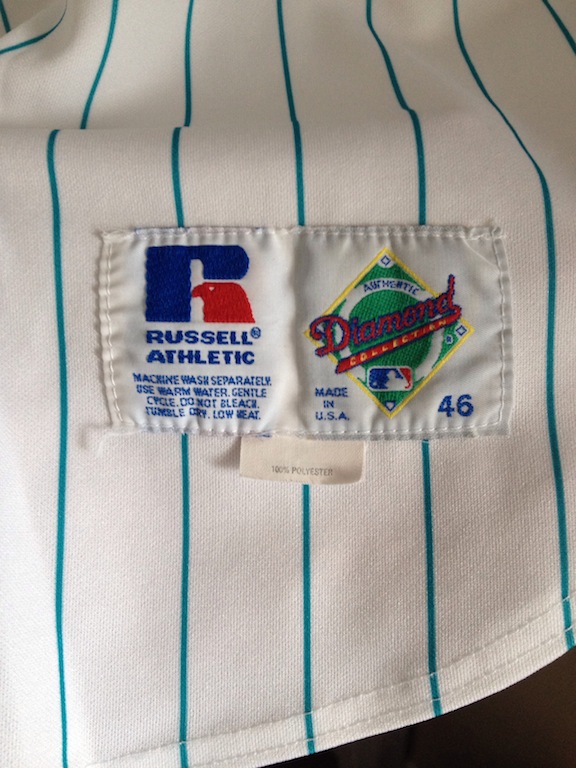 RUSSELL®
ATHLETIC
MACHINE WASH SEPARATELY.
USE WARM WATER. GENTLE
CYCLE. DO NOT BLEACH.
TUMBLE DRY. LOW HEAT.
AUTHENTIC
Diamond
COLLECTION
MADE
IN
U.S.A.
46
100% POLYESTER